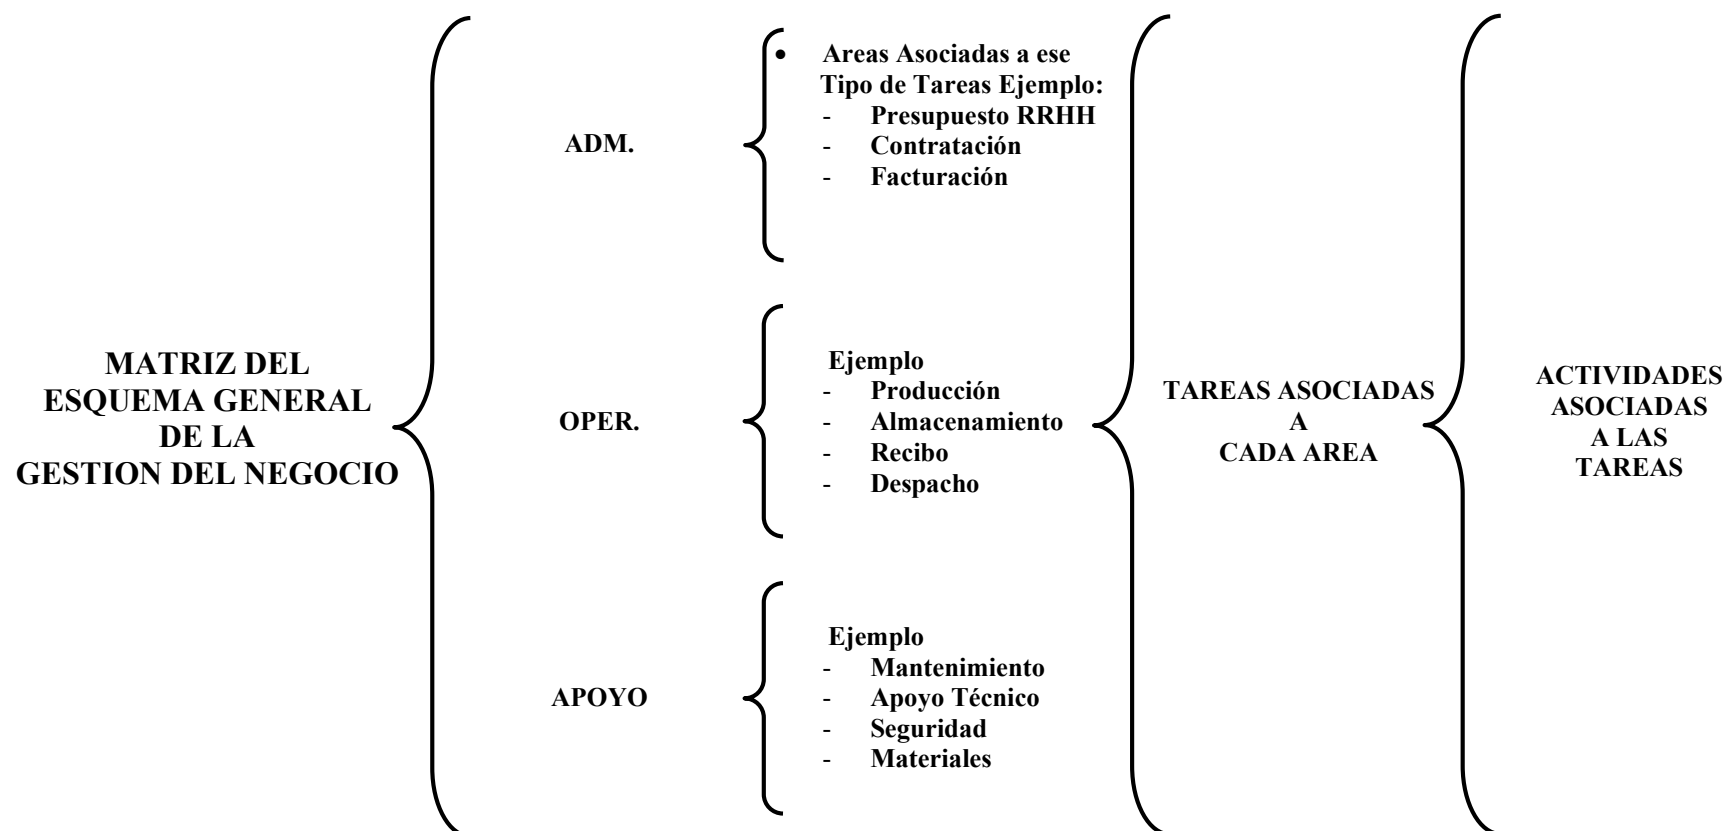 MATRIZ DEL
ESQUEMA GENERAL
DE LA
GESTION DEL NEGOCIO
ADM.
• Areas Asociadas a ese
Tipo de Tareas Ejemplo:
- Presupuesto RRHH
- Contratación
- Facturación
OPER.
Ejemplo
- Producción
- Almacenamiento
- Recibo
- Despacho
APOYO
Ejemplo
- Mantenimiento
- Apoyo Técnico
- Seguridad
- Materiales
TAREAS ASOCIADAS
A
CADA AREA
ACTIVIDADES
ASOCIADAS
A LAS
TAREAS